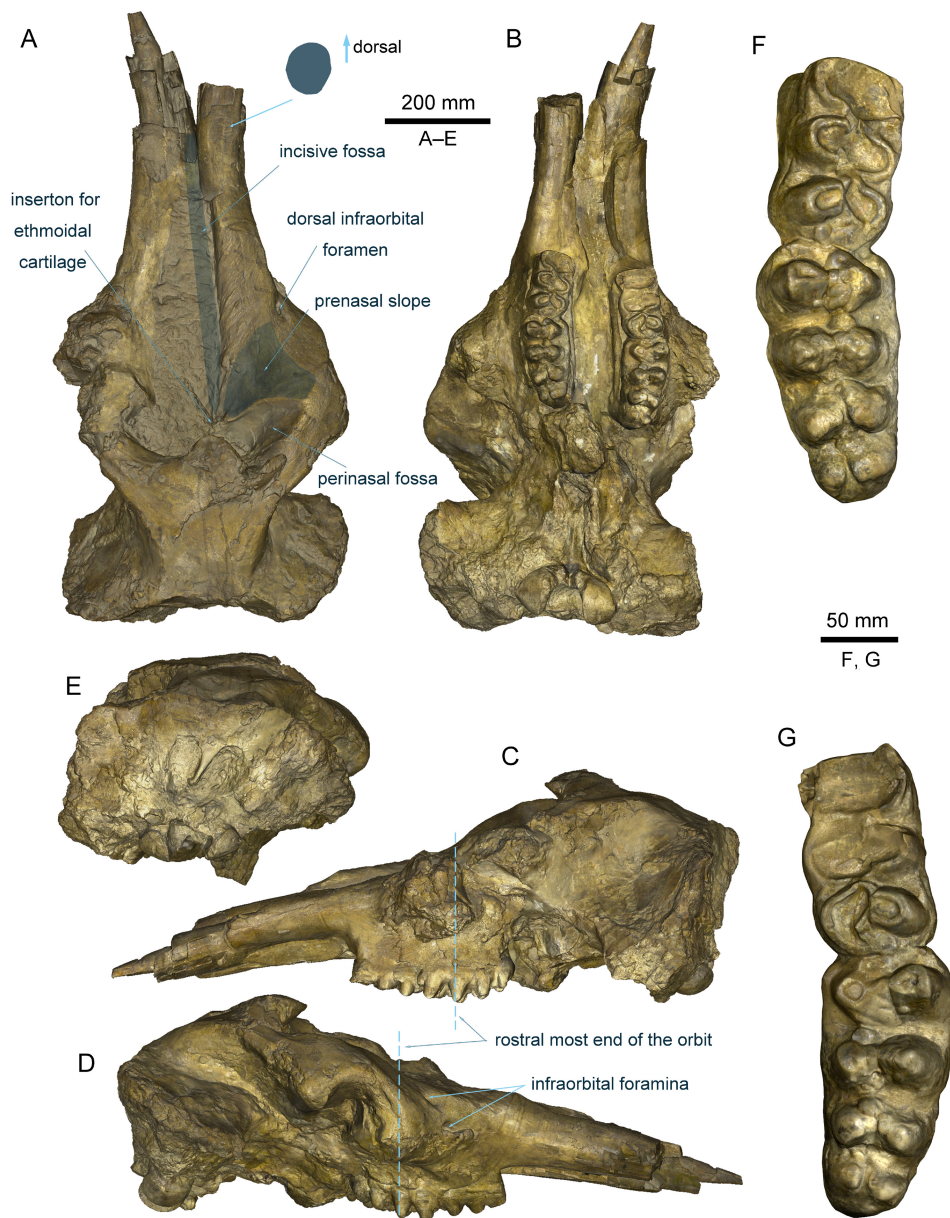 A
B
F
dorsal
200 mm
A–E
incisive fossa
inserton for
ethmoidal
cartilage
dorsal infraorbital
foramen
prenasal slope
perinasal fossa
50 mm
F, G
E
C
G
rostral most end of the orbit
D
infraorbital foramina